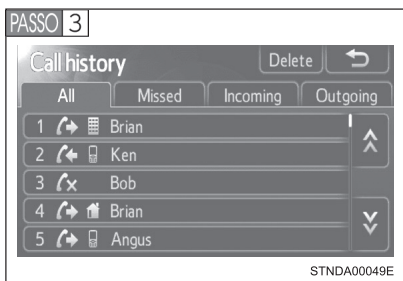 PASSO 3
Call history Delete
All Missed Incoming Outgoing
1 Brian
2 Ken
3 Bob
4 Brian
5 Angus
STNDA00049E